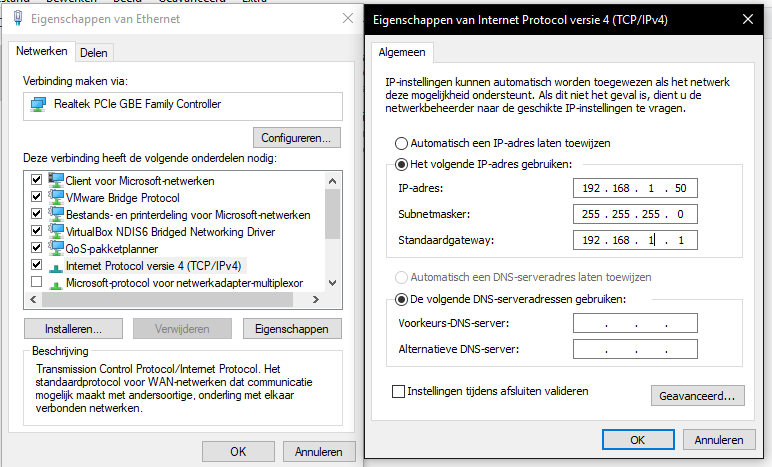 Eigenschappen van Ethernet
Netwerken
Delen
Verbinding maken via:
Realtek PCIe GBE Family Controller
Configureren...
Deze verbinding heeft de volgende onderdelen nodig:
Client voor Microsoft-netwerken
VMware Bridge Protocol
Bestands- en printerdeling voor Microsoft-netwerken
VirtualBox NDIS6 Bridged Networking Driver
QoS-pakketplanner
Internet Protocol versie 4 (TCP/IPv4)
Microsoft-protocol voor netwerkadapter-multiplexor
Installeren...
Verwijderen
Eigenschappen
Beschrijving
Transmission Control Protocol/Internet Protocol. Het
standaardprotocol voor WAN-netwerken dat communicatie
mogelijk maakt met andersoortige, onderling met elkaar
verbonden netwerken.
OK
Annuleren
Eigenschappen van Internet Protocol versie 4 (TCP/IPv4)
Algemeen
IP-instellingen kunnen automatisch worden toegewezen als het netwerk
deze mogelijkheid ondersteunt. Als dit niet het geval is, dient u de
netwerkbeheerder naar de geschikte IP-instellingen te vragen.
Automatisch een IP-adres laten toewijzen
Het volgende IP-adres gebruiken:
IP-adres:
192 . 168 . 1 . 50
Subnetmasker:
255 . 255 . 255 . 0
Standaardgateway:
192 . 168 . 1 . 1
Automatisch een DNS-serveradres laten toewijzen
De volgende DNS-serveradressen gebruiken:
Voorkeurs-DNS-server:
. . .
Alternatieve DNS-server:
. . .
Instellingen tijdens afsluiten valideren
Geavanceerd...
OK
Annuleren